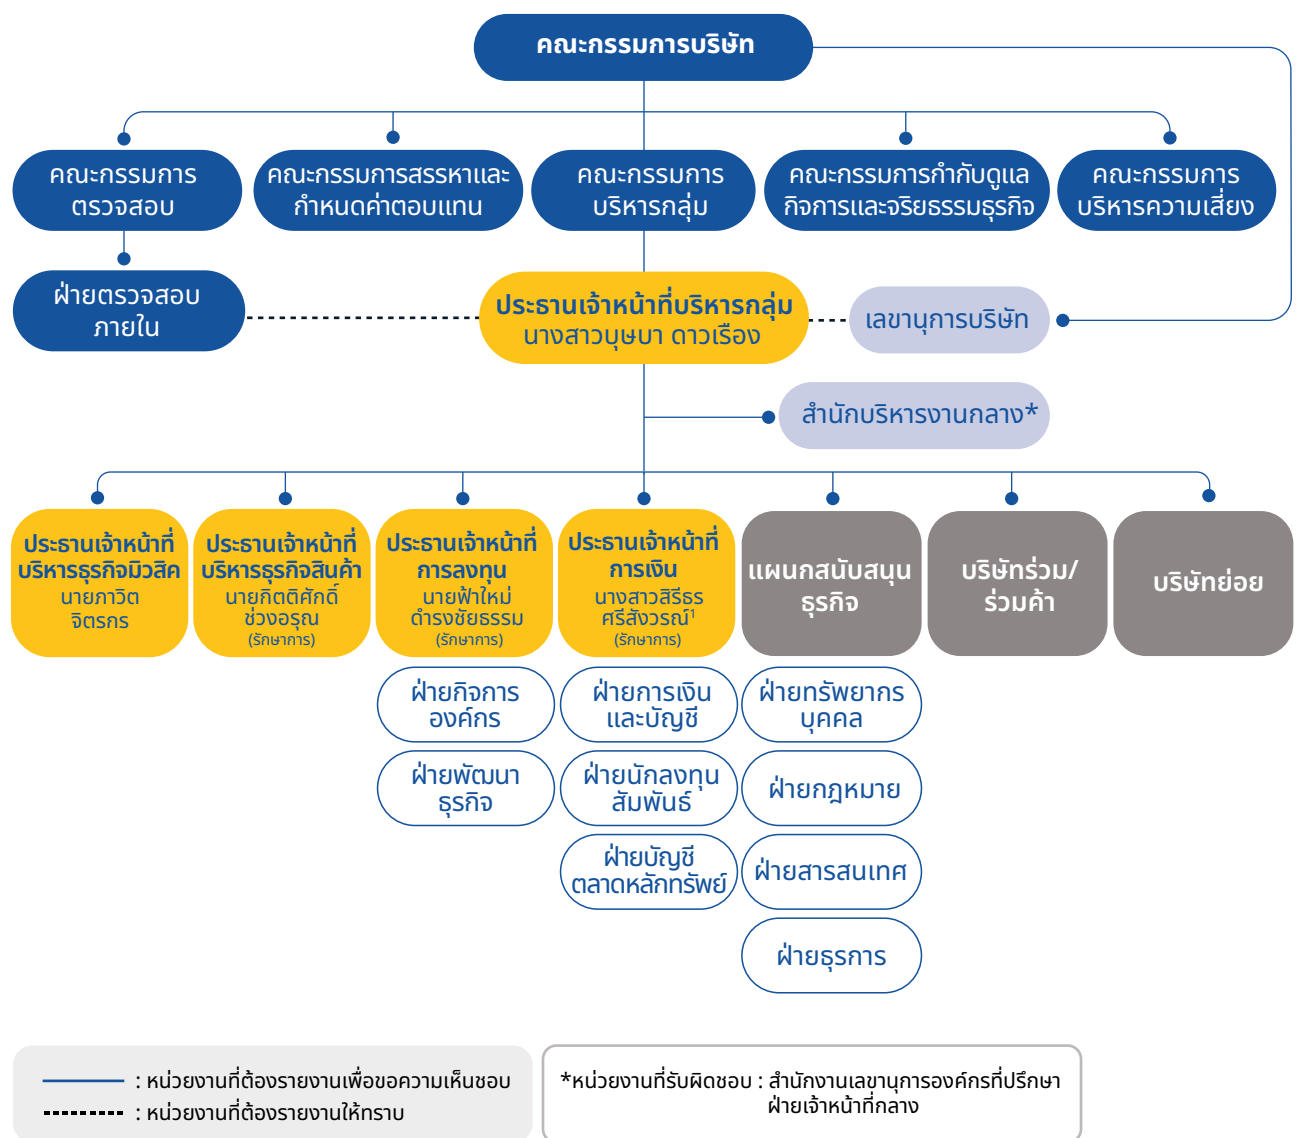 คณะกรรมการบริษัท
คณะกรรมการ
ตรวจสอบ
คณะกรรมการสรรหาและ
กำหนดค่าตอบแทน
คณะกรรมการ
บริหารกลุ่ม
คณะกรรมการกำกับดูแล
กิจการและจริยธรรมธุรกิจ
คณะกรรมการ
บริหารความเสี่ยง
ฝ่ายตรวจสอบ
ภายใน
ประธานเจ้าหน้าที่บริหารกลุ่ม
นางสาวบุษบา ดาวเรือง
เลขานุการบริษัท
สำนักบริหารงานกลาง*
ประธานเจ้าหน้าที่
บริหารธุรกิจมิวสิค
นายภาวิต
จิตรกร
ประธานเจ้าหน้าที่
บริหารธุรกิจสินค้า
นายกิตติศักดิ์
ช่วงอรุณ
(รักษาการ)
ประธานเจ้าหน้าที่
การลงทุน
นายฟ้าใหม่
ดำรงชัยธรรม
(รักษาการ)
ประธานเจ้าหน้าที่
การเงิน
นางสาวสิรีธร
ศรีสังวรณ์¹
(รักษาการ)
แผนกสนับสนุน
ธุรกิจ
บริษัทร่วม/
ร่วมค้า
บริษัทย่อย
ฝ่ายกิจการ
องค์กร
ฝ่ายพัฒนา
ธุรกิจ
ฝ่ายการเงิน
และบัญชี
ฝ่ายนักลงทุน
สัมพันธ์
ฝ่ายบัญชี
ตลาดหลักทรัพย์
ฝ่ายทรัพยากร
บุคคล
ฝ่ายกฎหมาย
ฝ่ายสารสนเทศ
ฝ่ายธุรการ
: หน่วยงานที่ต้องรายงานเพื่อขอความเห็นชอบ
: หน่วยงานที่ต้องรายงานให้ทราบ
*หน่วยงานที่รับผิดชอบ : สำนักงานเลขานุการองค์กรที่ปรึกษา
ฝ่ายเจ้าหน้าที่กลาง